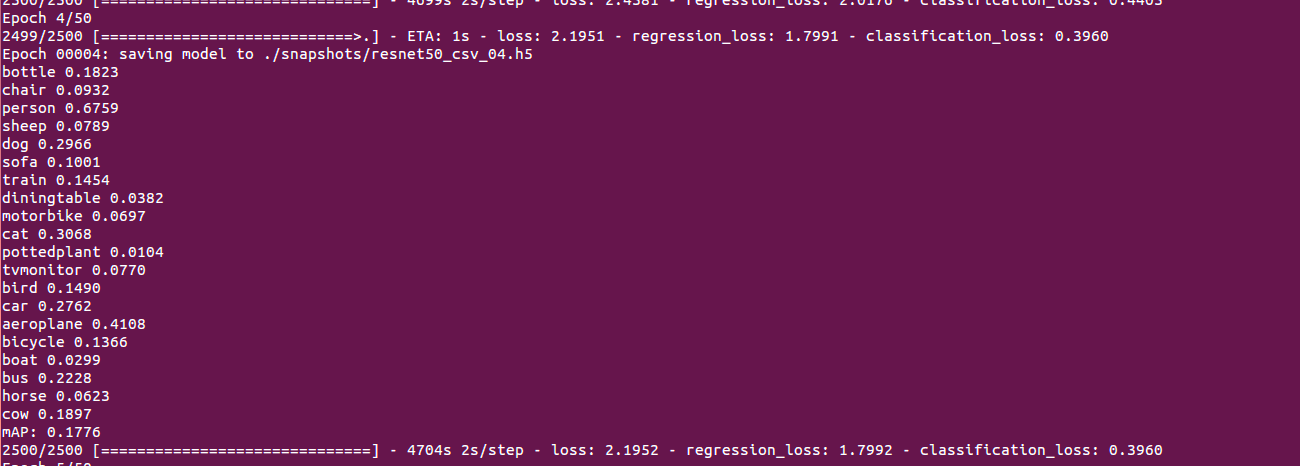 2500/2500 [==============================] - 4699s 2s/step - loss: 2.4581 - regression_loss: 2.0176 - classification_loss: 0.4405
Epoch 4/50
2499/2500 [============================>.] - ETA: 1s - loss: 2.1951 - regression_loss: 1.7991 - classification_loss: 0.3960
Epoch 00004: saving model to ./snapshots/resnet50_csv_04.h5
bottle 0.1823
chair 0.0932
person 0.6759
sheep 0.0789
dog 0.2966
sofa 0.1001
train 0.1454
diningtable 0.0382
motorbike 0.0697
cat 0.3068
pottedplant 0.0104
tvmonitor 0.0770
bird 0.1490
car 0.2762
aeroplane 0.4108
bicycle 0.1366
boat 0.0299
bus 0.2228
horse 0.0623
cow 0.1897
mAP: 0.1776
2500/2500 [==============================] - 4704s 2s/step - loss: 2.1952 - regression_loss: 1.7992 - classification_loss: 0.3960
Epoch 5/50